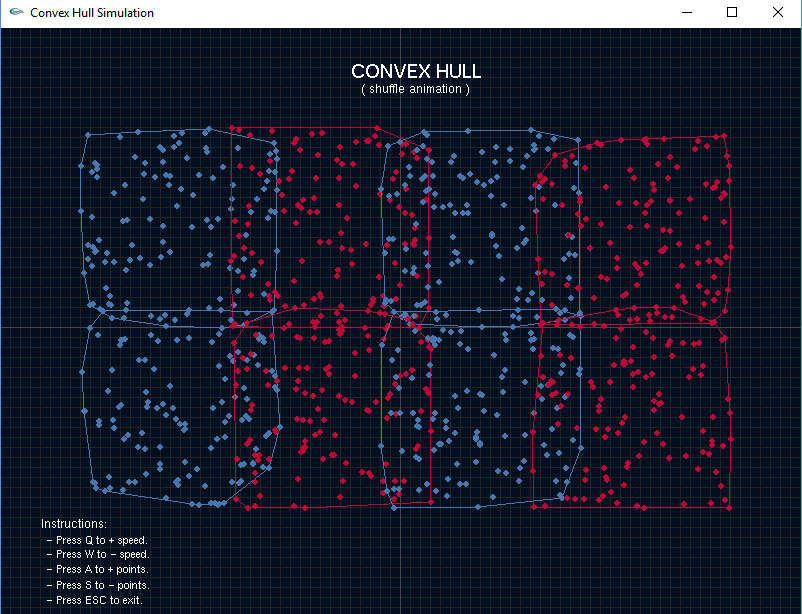 Convex Hull Simulation
CONVEX HULL
( shuffle animation )
Instructions:
– Press Q to + speed.
– Press W to – speed.
– Press A to + points.
– Press S to – points.
– Press ESC to exit.